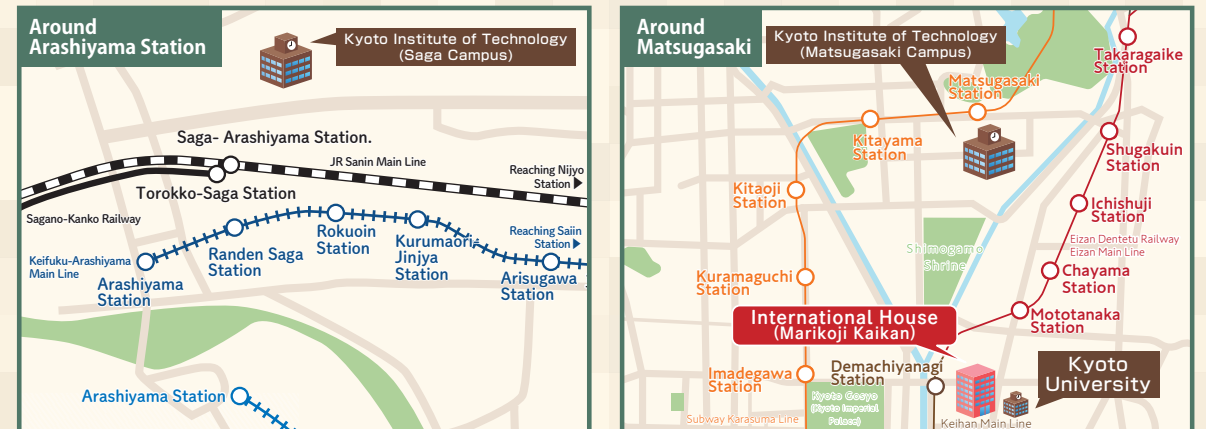 Around
Arashiyama Station
Kyoto Institute of Technology
(Saga Campus)
Saga- Arashiyama Station.
JR Sanin Main Line
Reaching Nijyo
Station
Torokko-Saga Station
Sagano-Kanko Railway
Rokuoin
Station
Kurumaori-
Jinjya
Station
Reaching Saiin
Station
Randen Saga
Station
Keifuku-Arashiyama
Main Line
Arashiyama
Station
Arisugawa
Station
Arashiyama Station
Around
Matsugasaki
Kyoto Institute of Technology
(Matsugasaki Campus)
Takaragaike
Station
Matsugasaki
Station
Kitayama
Station
Shugakuin
Station
Kitaoji
Station
Ichishuji
Station
Shimogamo
Shrine
Eizan Dentetu Railway
Eizan Main Line
Kuramaguchi
Station
Chayama
Station
International House
(Marikoji Kaikan)
Mototanaka
Station
Imadegawa
Station
Demachiyanagi
Station
Kyoto
University
Kyoto Gosyo
(Kyoto Imperial
Palace)
Subway Karasuma Line
Keihan Main Line